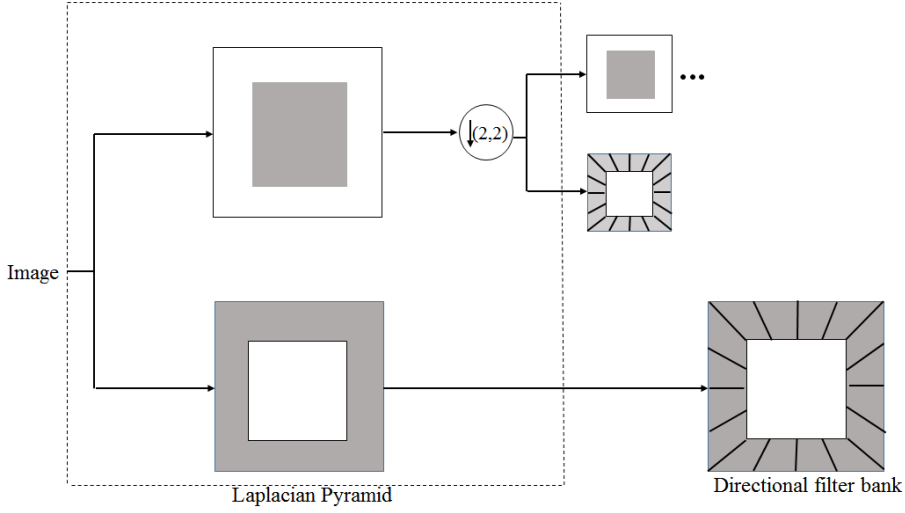 (2,2)
•••
Image
Laplacian Pyramid
Directional filter bank